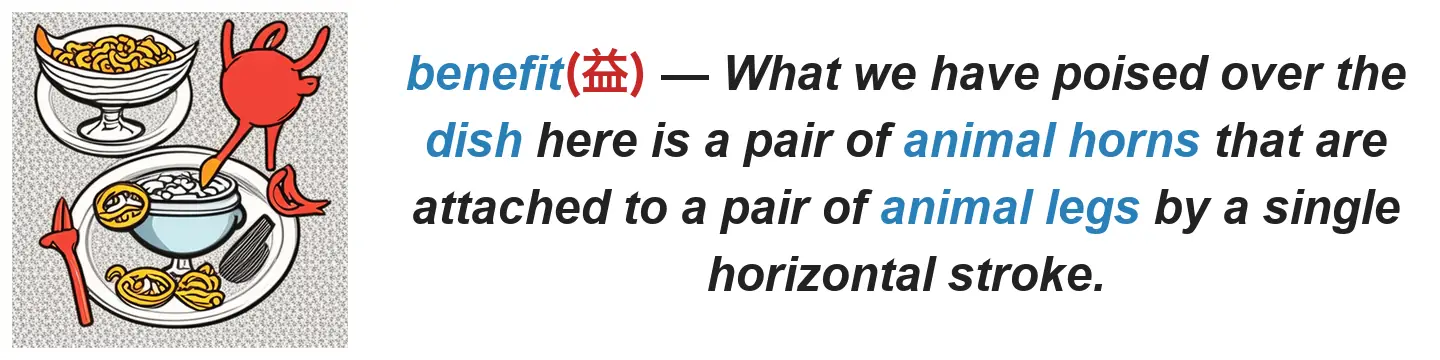 benefit(益) — What we have poised over the
dish here is a pair of animal horns that are
attached to a pair of animal legs by a single
horizontal stroke.